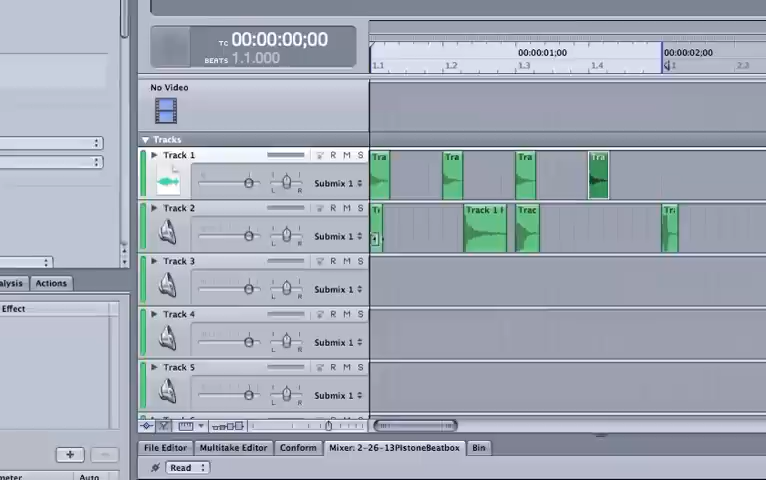 TC 00:00:00;00
BEATS 1.1.000
00:00:01;00 00:00:02;00
1.1 1.2 1.3 1.4 2.2
No Video
Tracks
Track 1 R M S
L R Submix 1
Tra Tra Tra Tra
Track 2 R M S
L R Submix 1
Track 1 Trac Tra
Track 3 R M S
L R Submix 1
Track 4 R M S
L R Submix 1
Track 5 R M S
L R Submix 1
alysis Actions
Effect
meter Auto
File Editor Multitake Editor Conform Mixer: 2-26-13PIstoneBeatbox Bin
Read